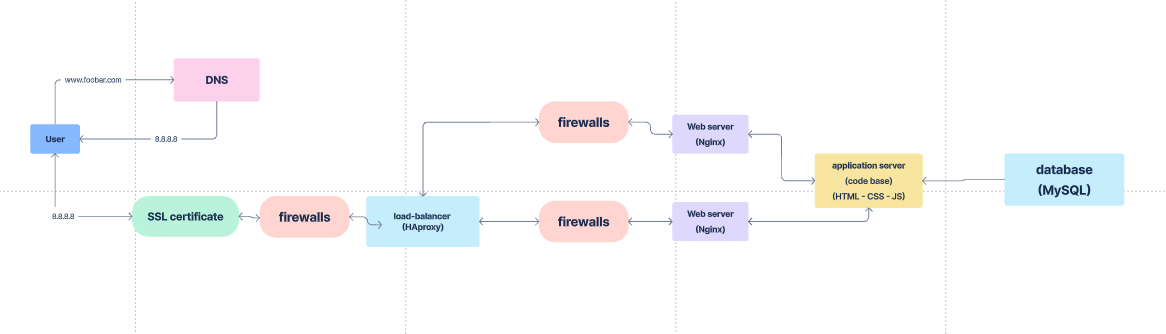 www.foobar.com
DNS
User
8.8.8.8
8.8.8.8
SSL certificate
firewalls
load-balancer
(HAproxy)
firewalls
firewalls
Web server
(Nginx)
Web server
(Nginx)
application server
(code base)
(HTML - CSS - JS)
database
(MySQL)